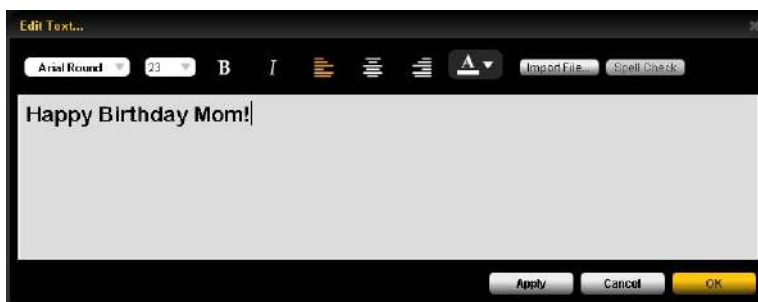 Edit Text...
Arial Round 23 B I A Import File... Spell Check
Happy Birthday Mom!
Apply Cancel OK